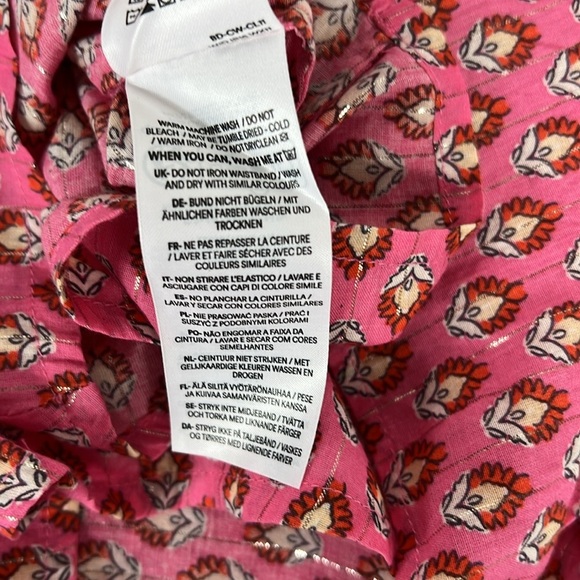 BD-OW-CL11
WARM MACHINE WASH / DO NOT
BLEACH / MAY BE TUMBLE DRIED - COLD
/ WARM IRON / DO NOT DRYCLEAN
WHEN YOU CAN, WASH ME AT
UK- DO NOT IRON WAISTBAND / WASH
AND DRY WITH SIMILAR COLOURS
DE- BUND NICHT BÜGELN / MIT
ÄHNLICHEN FARBEN WASCHEN UND
TROCKNEN
FR- NE PAS REPASSER LA CEINTURE
/ LAVER ET FAIRE SÉCHER AVEC DES
COULEURS SIMILAIRES
IT- NON STIRARE L'ELASTICO / LAVARE E
ASCIUGARE CON CAPI DI COLORE SIMILE
ES- NO PLANCHAR LA CINTURILLA /
LAVAR Y SECAR CON COLORES SIMILARES
PL- NIE PRASOWAĆ PASKA / PRAĆ I
SUSZYĆ Z PODOBNYMI KOLORAMI
PO- NÃO ENGOMAR A FAIXA DA
CINTURA / LAVAR E SECAR COM CORES
SEMELHANTES
NL- CEINTUUR NIET STRIJKEN / MET
GELIJKAARDIGE KLEUREN WASSEN EN
DROGEN
FL- ÄLÄ SILITÄ VYÖTÄRÖNAUHAA / PESE
JA KUIVAA SAMANVÄRISTEN KANSSA
SE- STRYK INTE MIDJEBAND / TVÄTTA
OCH TORKA MED LIKNANDE FÄRGER
DA- STRYG IKKE PÅ TALJEBÅND / VASKES
OG TØRRES MED LIGNENDE FARVER